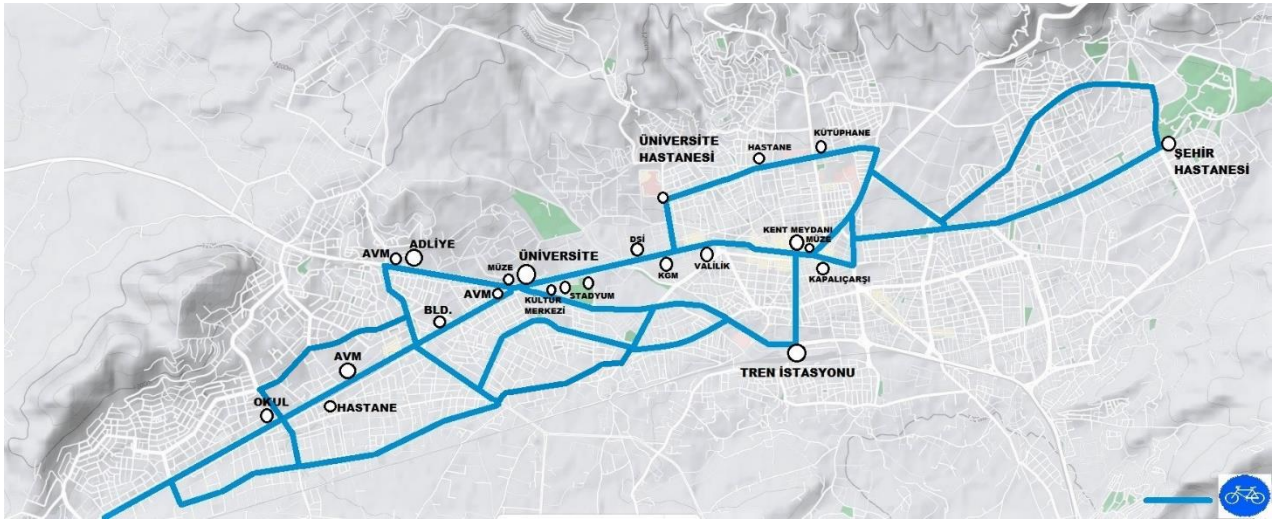 KÜTÜPHANE
ÜNİVERSİTE
HASTANESİ
HASTANE
ŞEHİR
HASTANESİ
KENT MEYDANI
MÜZE
DSİ
ADLİYE
AVM
ÜNİVERSİTE
MÜZE
KGM
VALİLİK
KAPALIÇARŞI
AVM
KÜLTÜR
MERKEZİ
STADYUM
BLD.
AVM
TREN İSTASYONU
OKUL
HASTANE